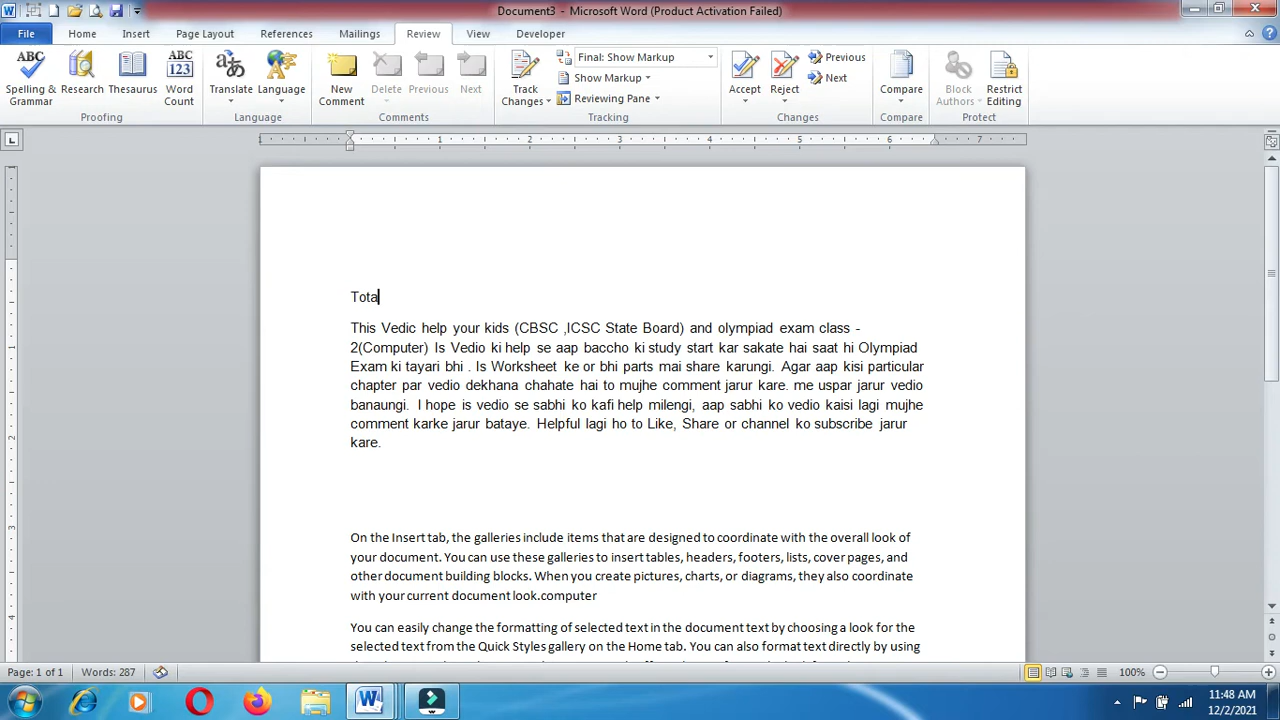 Document3 - Microsoft Word (Product Activation Failed)
File Home Insert Page Layout References Mailings Review View Developer
ABC ABC 123 Final: Show Markup Previous
Show Markup Next
Reviewing Pane
Spelling & Grammar Research Thesaurus Word Count Translate Language New Comment Delete Previous Next Track Changes Accept Reject Compare Block Authors Restrict Editing
Proofing Language Comments Tracking Changes Compare Protect
1 1 2 3 4 5 6 7
Tota
This Vedic help your kids (CBSC ,ICSC State Board) and olympiad exam class -
2(Computer) Is Vedio ki help se aap baccho ki study start kar sakate hai saat hi Olympiad
Exam ki tayari bhi . Is Worksheet ke or bhi parts mai share karungi. Agar aap kisi particular
chapter par vedio dekhana chahate hai to mujhe comment jarur kare. me uspar jarur vedio
banaungi. I hope is vedio se sabhi ko kafi help milengi, aap sabhi ko vedio kaisi lagi mujhe
comment karke jarur bataye. Helpful lagi ho to Like, Share or channel ko subscribe jarur
kare.
On the Insert tab, the galleries include items that are designed to coordinate with the overall look of
your document. You can use these galleries to insert tables, headers, footers, lists, cover pages, and
other document building blocks. When you create pictures, charts, or diagrams, they also coordinate
with your current document look.computer
You can easily change the formatting of selected text in the document text by choosing a look for the
selected text from the Quick Styles gallery on the Home tab. You can also format text directly by using
Page: 1 of 1 Words: 287 100%
11:48 AM
12/2/2021